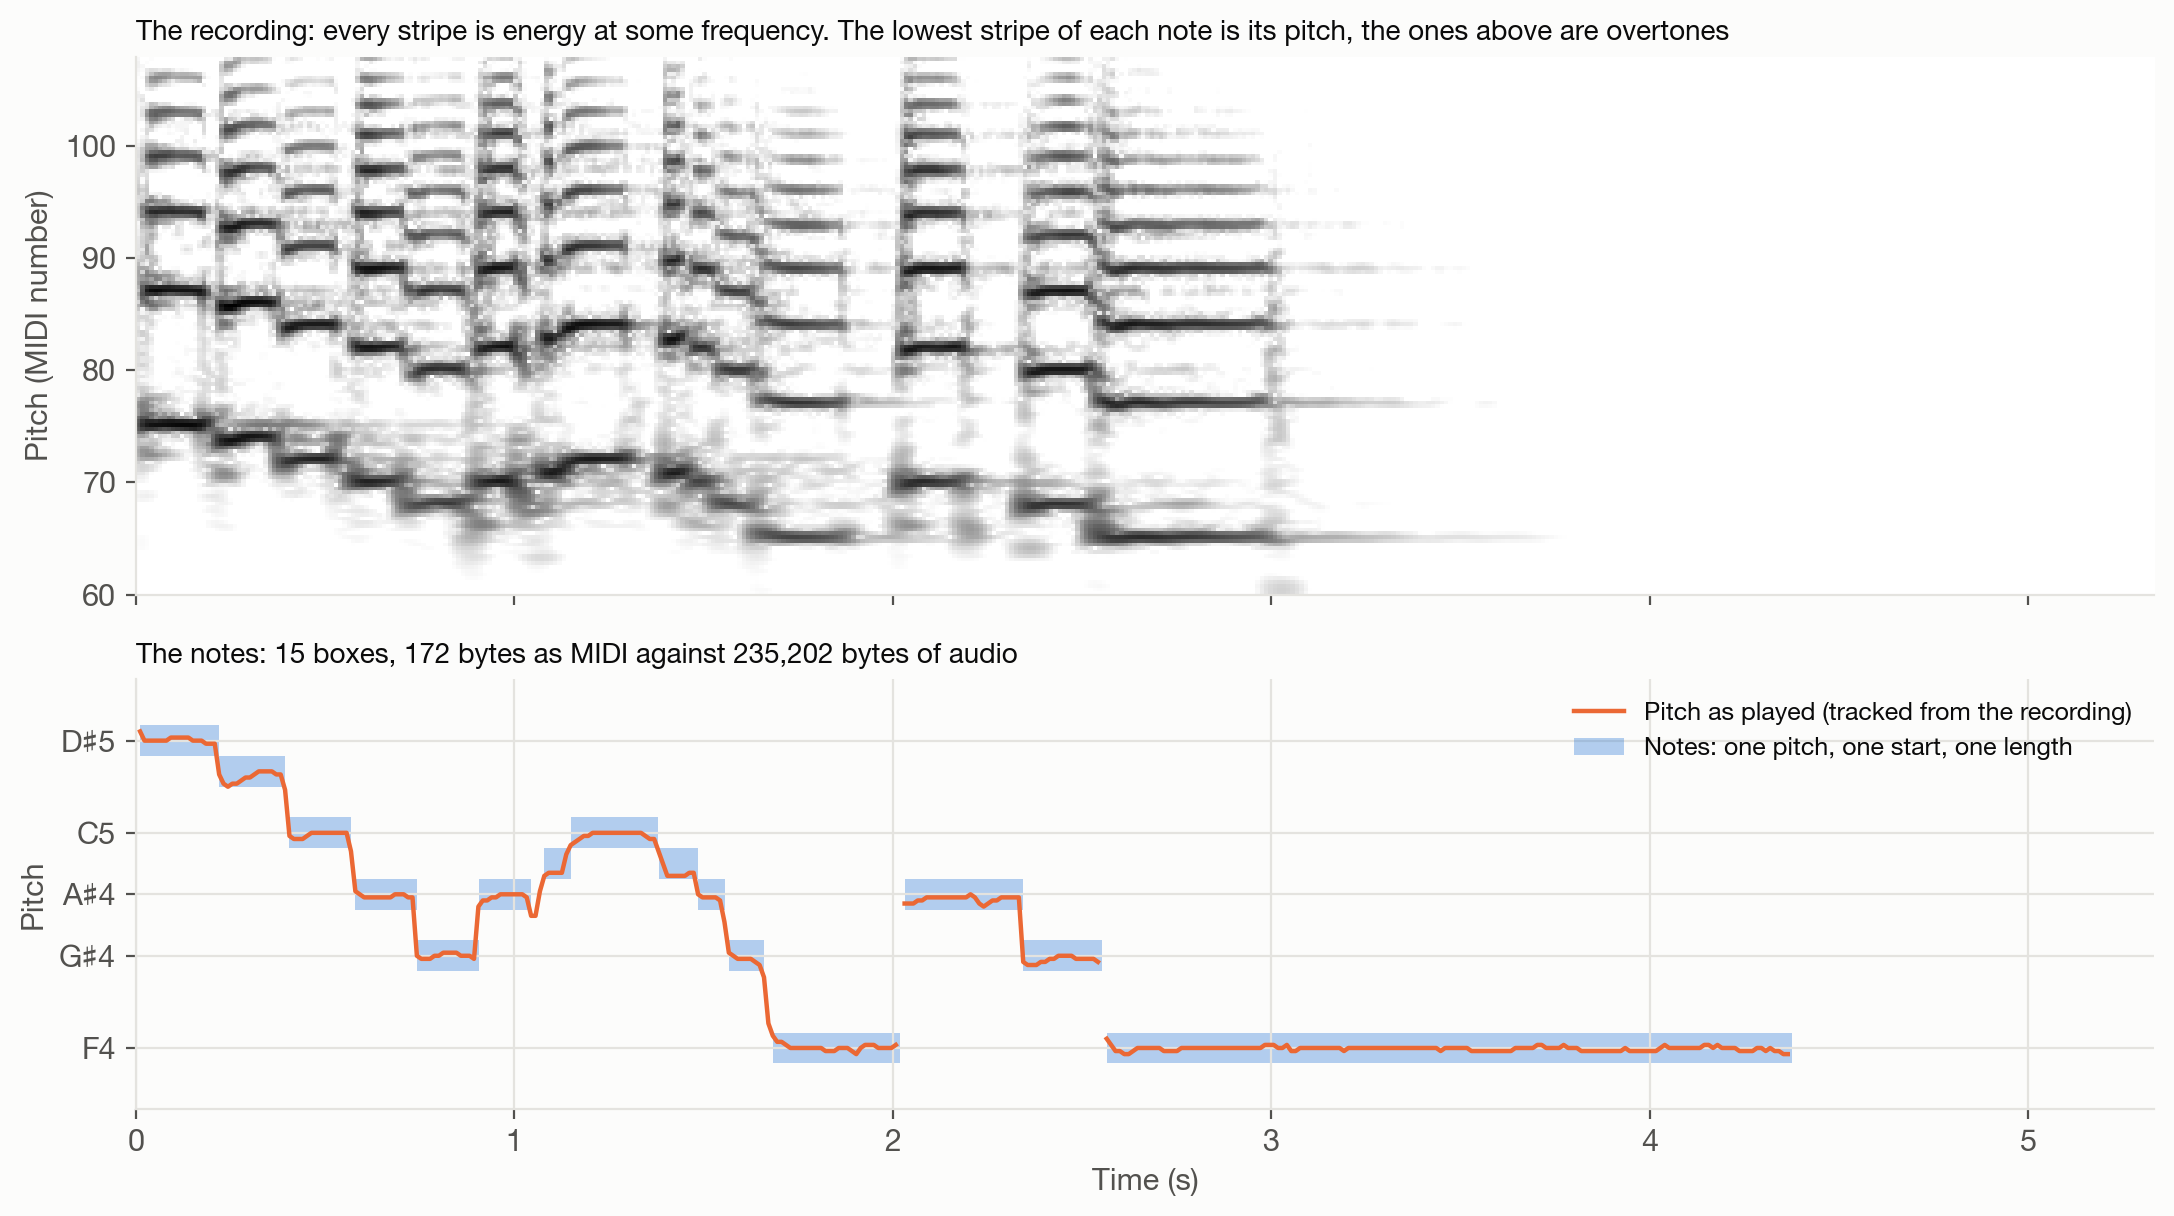 The recording: every stripe is energy at some frequency. The lowest stripe of each note is its pitch, the ones above are overtones
Pitch (MIDI number)
100
90
80
70
60
The notes: 15 boxes, 172 bytes as MIDI against 235,202 bytes of audio
Pitch as played (tracked from the recording)
Notes: one pitch, one start, one length
Pitch
D♯5
C5
A♯4
G♯4
F4
0 1 2 3 4 5
Time (s)